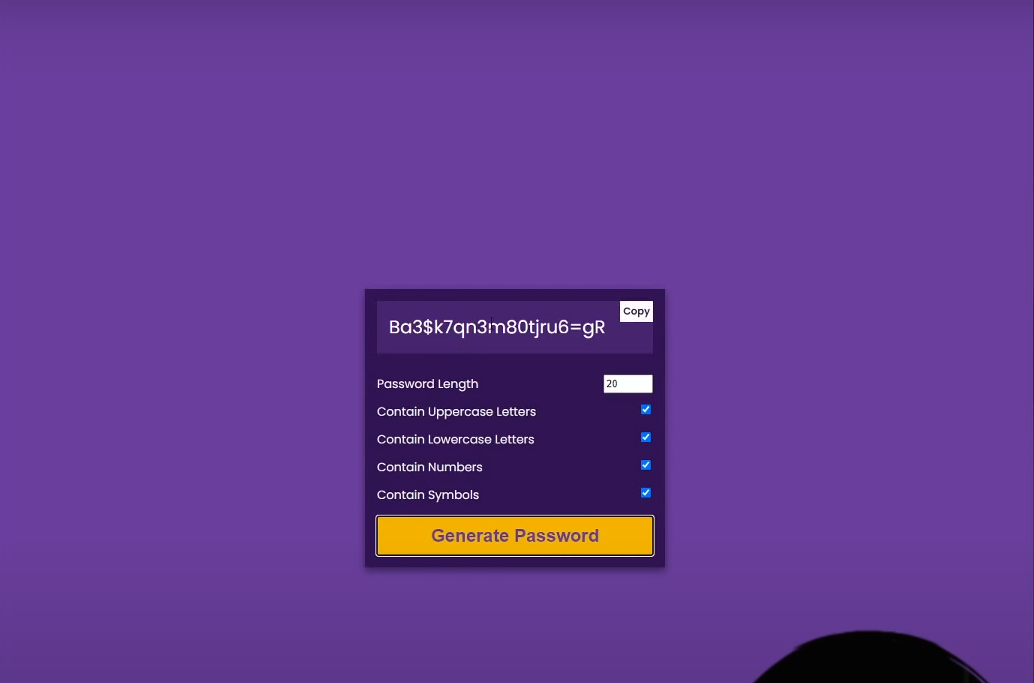 Ba3$k7qn3m80tjru6=gR
Copy
Password Length
20
Contain Uppercase Letters
Contain Lowercase Letters
Contain Numbers
Contain Symbols
Generate Password